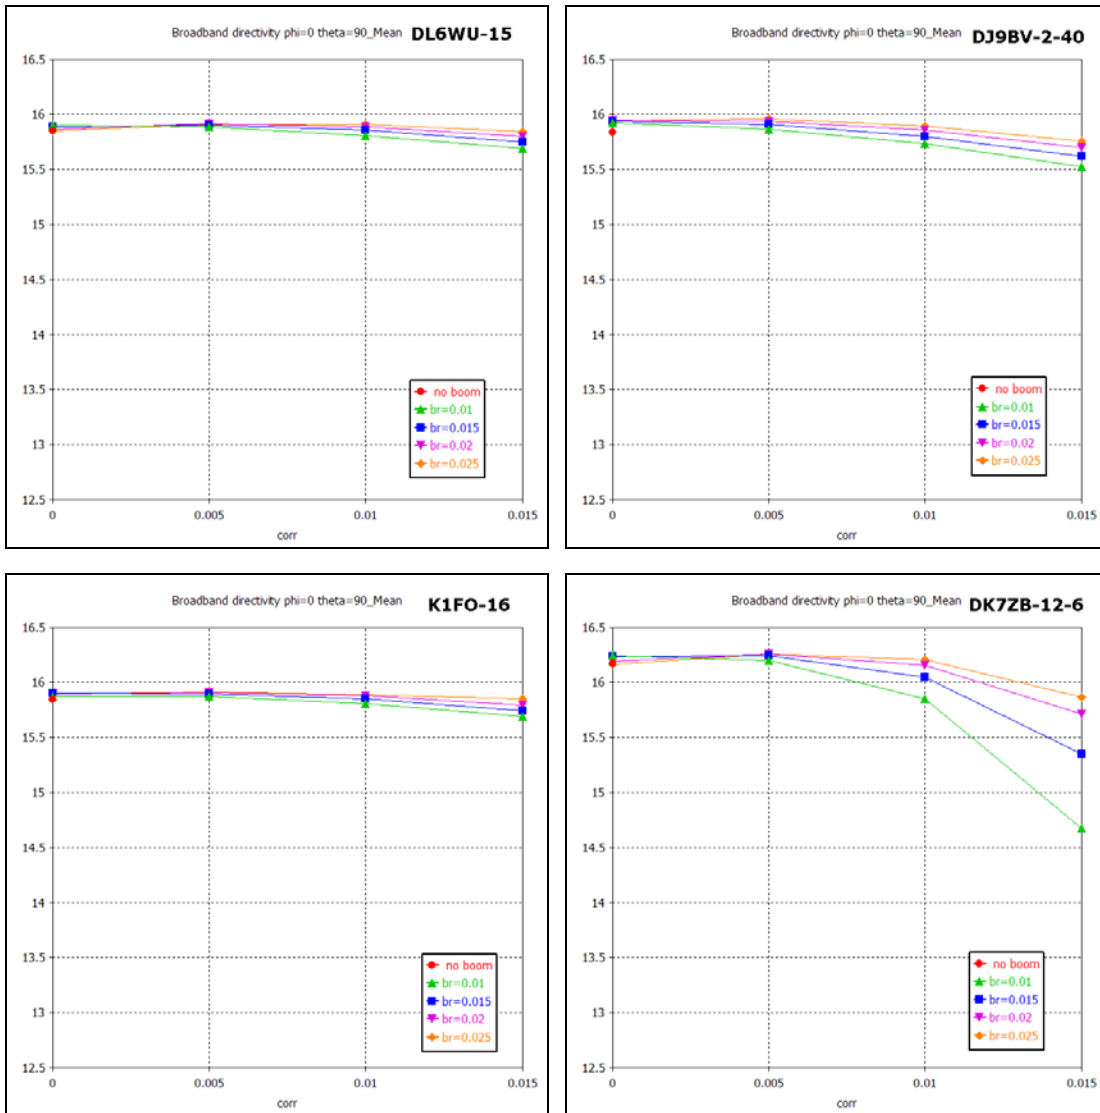 Broadband directivity phi=0 theta=90_Mean DL6WU-15
16.5
16
15.5
15
14.5
14
13.5
13
12.5
no boom
br=0.01
br=0.015
br=0.02
br=0.025
0 0.005 0.01 0.015
corr
Broadband directivity phi=0 theta=90_Mean DJ9BV-2-40
16.5
16
15.5
15
14.5
14
13.5
13
12.5
no boom
br=0.01
br=0.015
br=0.02
br=0.025
0 0.005 0.01 0.015
corr
Broadband directivity phi=0 theta=90_Mean K1FO-16
16.5
16
15.5
15
14.5
14
13.5
13
12.5
no boom
br=0.01
br=0.015
br=0.02
br=0.025
0 0.005 0.01 0.015
corr
Broadband directivity phi=0 theta=90_Mean DK7ZB-12-6
16.5
16
15.5
15
14.5
14
13.5
13
12.5
no boom
br=0.01
br=0.015
br=0.02
br=0.025
0 0.005 0.01 0.015
corr